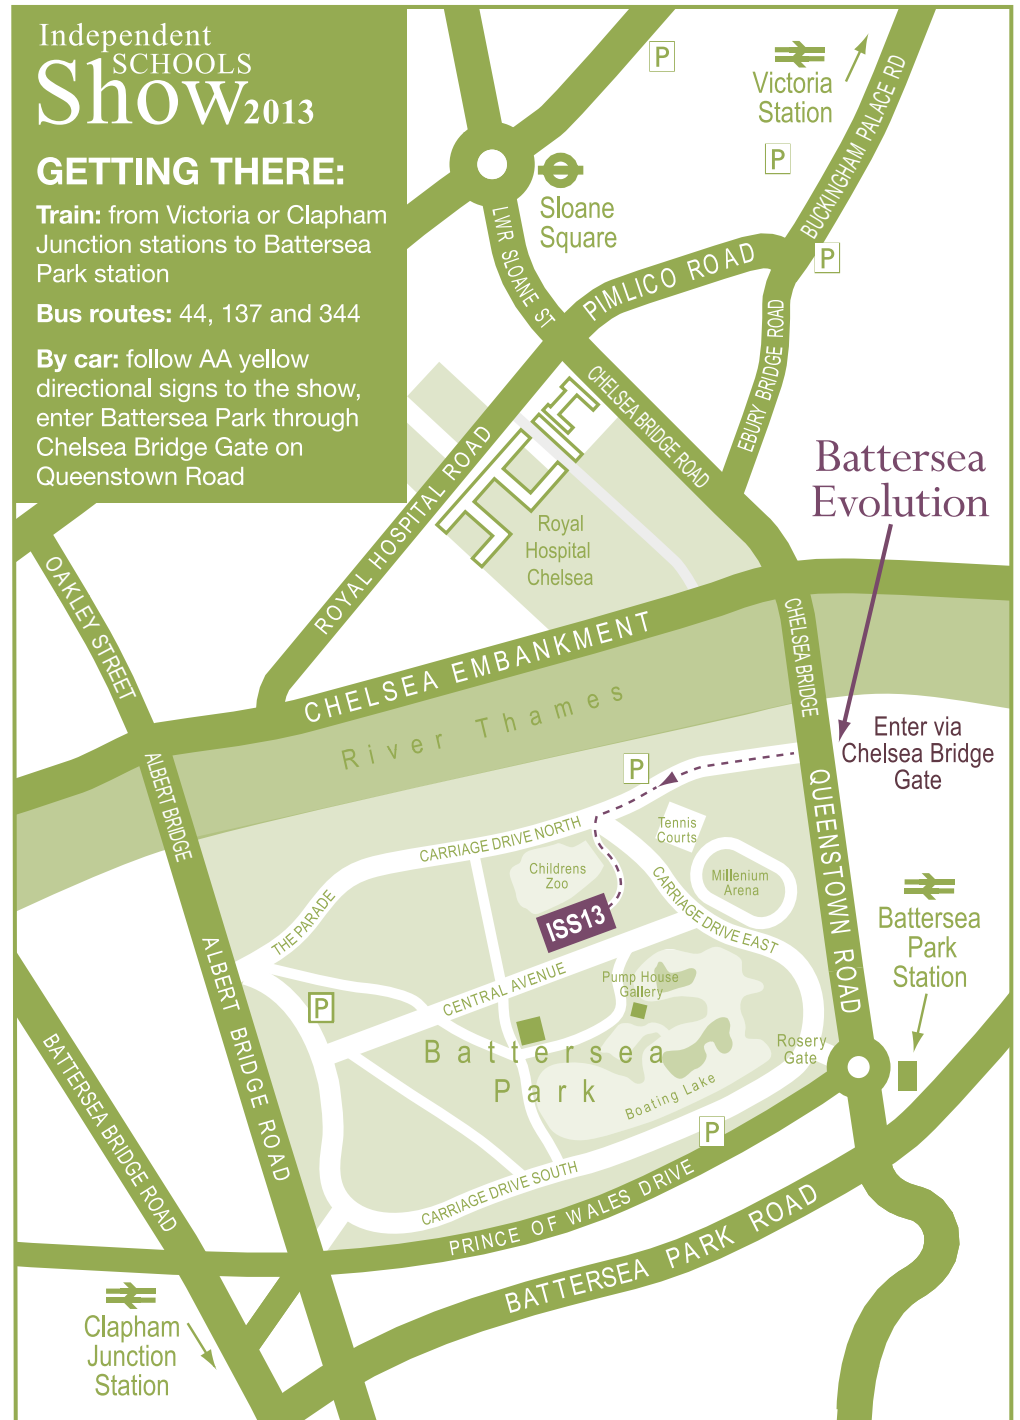 Independent
SCHOOLS
Show 2013
GETTING THERE:
Train: from Victoria or Clapham
Junction stations to Battersea
Park station
Bus routes: 44, 137 and 344
By car: follow AA yellow
directional signs to the show,
enter Battersea Park through
Chelsea Bridge Gate on
Queenstown Road
P
Victoria
Station
P
BUCKINGHAM PALACE RD
Sloane
Square
LWR SLOANE ST
PIMLICO ROAD
P
EBURY BRIDGE ROAD
CHELSEA BRIDGE ROAD
ROYAL HOSPITAL ROAD
Royal
Hospital
Chelsea
Battersea
Evolution
OAKLEY STREET
CHELSEA EMBANKMENT
CHELSEA BRIDGE
River Thames
Enter via
Chelsea Bridge
Gate
ALBERT BRIDGE
P
QUEENSTOWN ROAD
CARRIAGE DRIVE NORTH
Tennis
Courts
Childrens
Zoo
Millenium
Arena
CARRIAGE DRIVE EAST
THE PARADE
ISS13
Battersea
Park
Station
ALBERT BRIDGE ROAD
CENTRAL AVENUE
Pump House
Gallery
P
Battersea
Park
Rosery
Gate
Boating Lake
BATTERSEA BRIDGE ROAD
P
CARRIAGE DRIVE SOUTH
PRINCE OF WALES DRIVE
BATTERSEA PARK ROAD
Clapham
Junction
Station